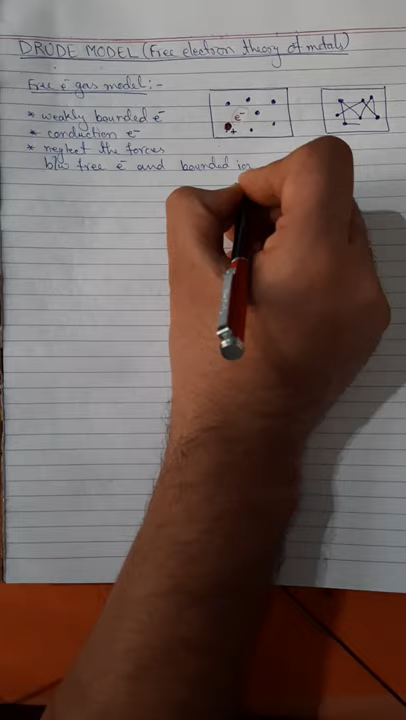 DRUDE MODEL (free electron theory of metals)
free e⁻ gas model :-
* weakly bounded e⁻
* conduction e⁻
* neglect the forces
b/w free e⁻ and bounded ion
e⁻
+